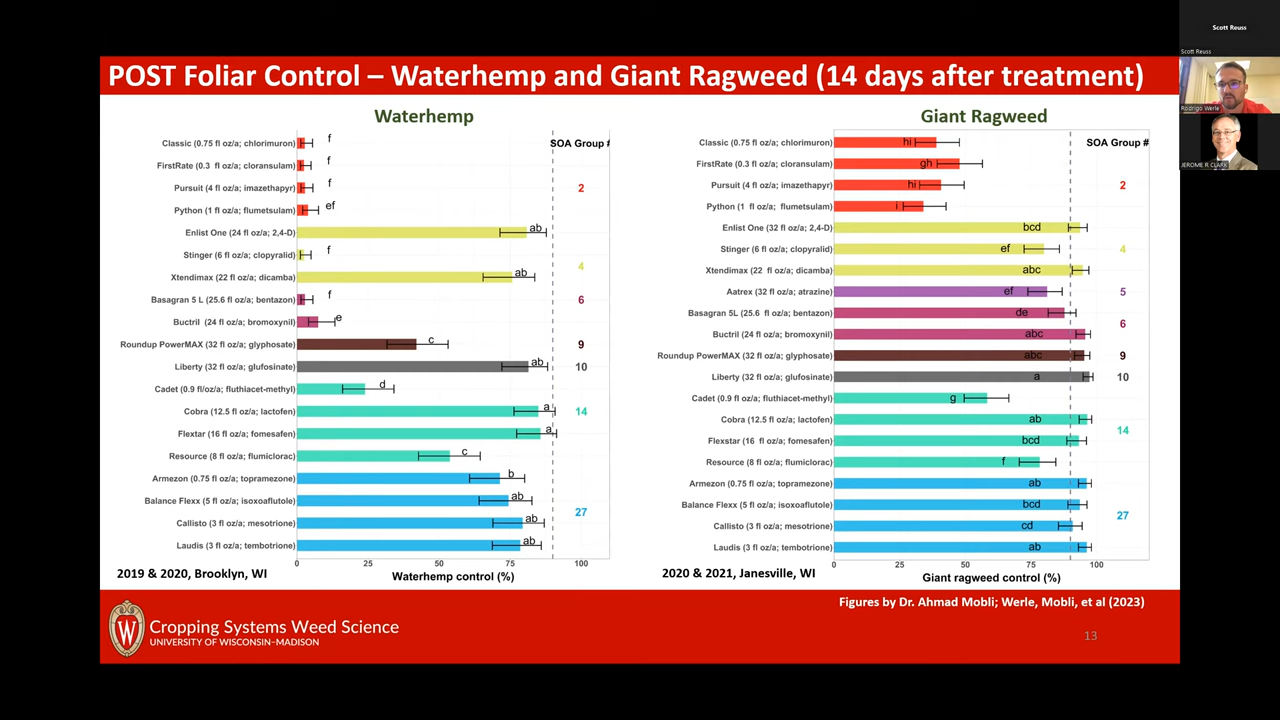 Scott Reuss
Scott Reuss
Rodrigo Werle
JEROME R CLARK
POST Foliar Control – Waterhemp and Giant Ragweed (14 days after treatment)
Waterhemp
SOA Group #
Classic (0.75 fl oz/a; chlorimuron) f
FirstRate (0.3 fl oz/a; cloransulam) f
Pursuit (4 fl oz/a; imazethapyr) f
2
Python (1 fl oz/a; flumetsulam) ef
Enlist One (24 fl oz/a; 2,4-D) ab
Stinger (6 fl oz/a; clopyralid) f
4
Xtendimax (22 fl oz/a; dicamba) ab
Basagran 5 L (25.6 fl oz/a; bentazon) f
6
Buctril (24 fl oz/a; bromoxynil) e
Roundup PowerMAX (32 fl oz/a; glyphosate) c
9
Liberty (32 fl oz/a; glufosinate) ab
10
Cadet (0.9 fl/oz/a; fluthiacet-methyl) d
Cobra (12.5 fl oz/a; lactofen) a
14
Flextar (16 fl oz/a; fomesafen) a
Resource (8 fl oz/a; flumiclorac) c
Armezon (0.75 fl oz/a; topramezone) b
Balance Flexx (5 fl oz/a; isoxoaflutole) ab
27
Callisto (3 fl oz/a; mesotrione) ab
Laudis (3 fl oz/a; tembotrione) ab
0 25 50 75 100
Waterhemp control (%)
2019 & 2020, Brooklyn, WI
Giant Ragweed
SOA Group #
Classic (0.75 fl oz/a; chlorimuron) hi
FirstRate (0.3 fl oz/a; cloransulam) gh
Pursuit (4 fl oz/a; imazethapyr) hi
2
Python (1 fl oz/a; flumetsulam) i
Enlist One (32 fl oz/a; 2,4-D) bcd
Stinger (6 fl oz/a; clopyralid) ef
4
Xtendimax (22 fl oz/a; dicamba) abc
Aatrex (32 fl oz/a; atrazine) ef
5
Basagran 5L (25.6 fl oz/a; bentazon) de
6
Buctril (24 fl oz/a; bromoxynil) abc
Roundup PowerMAX (32 fl oz/a; glyphosate) abc
9
Liberty (32 fl oz/a; glufosinate) a
10
Cadet (0.9 fl oz/a; fluthiacet-methyl) g
Cobra (12.5 fl oz/a; lactofen) ab
14
Flexstar (16 fl oz/a; fomesafen) bcd
Resource (8 fl oz/a; flumiclorac) f
Armezon (0.75 fl oz/a; topramezone) ab
Balance Flexx (5 fl oz/a; isoxoaflutole) bcd
27
Callisto (3 fl oz/a; mesotrione) cd
Laudis (3 fl oz/a; tembotrione) ab
0 25 50 75 100
Giant ragweed control (%)
2020 & 2021, Janesville, WI
Figures by Dr. Ahmad Mobli; Werle, Mobli, et al (2023)
W
Cropping Systems Weed Science
UNIVERSITY OF WISCONSIN–MADISON
13